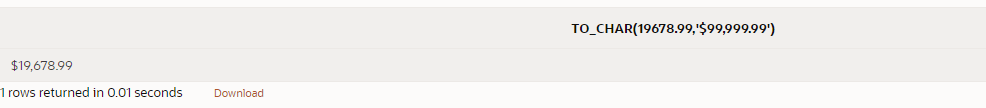 TO_CHAR(19678.99,'$99,999.99')
$19,678.99
1 rows returned in 0.01 seconds Download